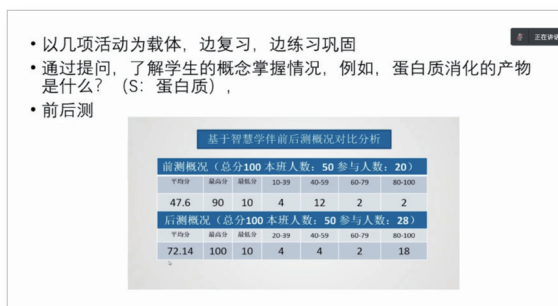 • 以几项活动为载体，边复习，边练习巩固
正在讲话
• 通过提问，了解学生的概念掌握情况，例如，蛋白质消化的产物
是什么？（S：蛋白质），
• 前后测
基于智慧学伴前后测概况对比分析
前测概况（总分100 本班人数：50 参与人数：20）
平均分 最高分 最低分 10-39 40-59 60-79 80-100
47.6 90 10 4 12 2 2
后测概况（总分100 本班人数：50 参与人数：28）
平均分 最高分 最低分 20-39 40-59 60-79 80-100
72.14 100 10 4 4 2 18